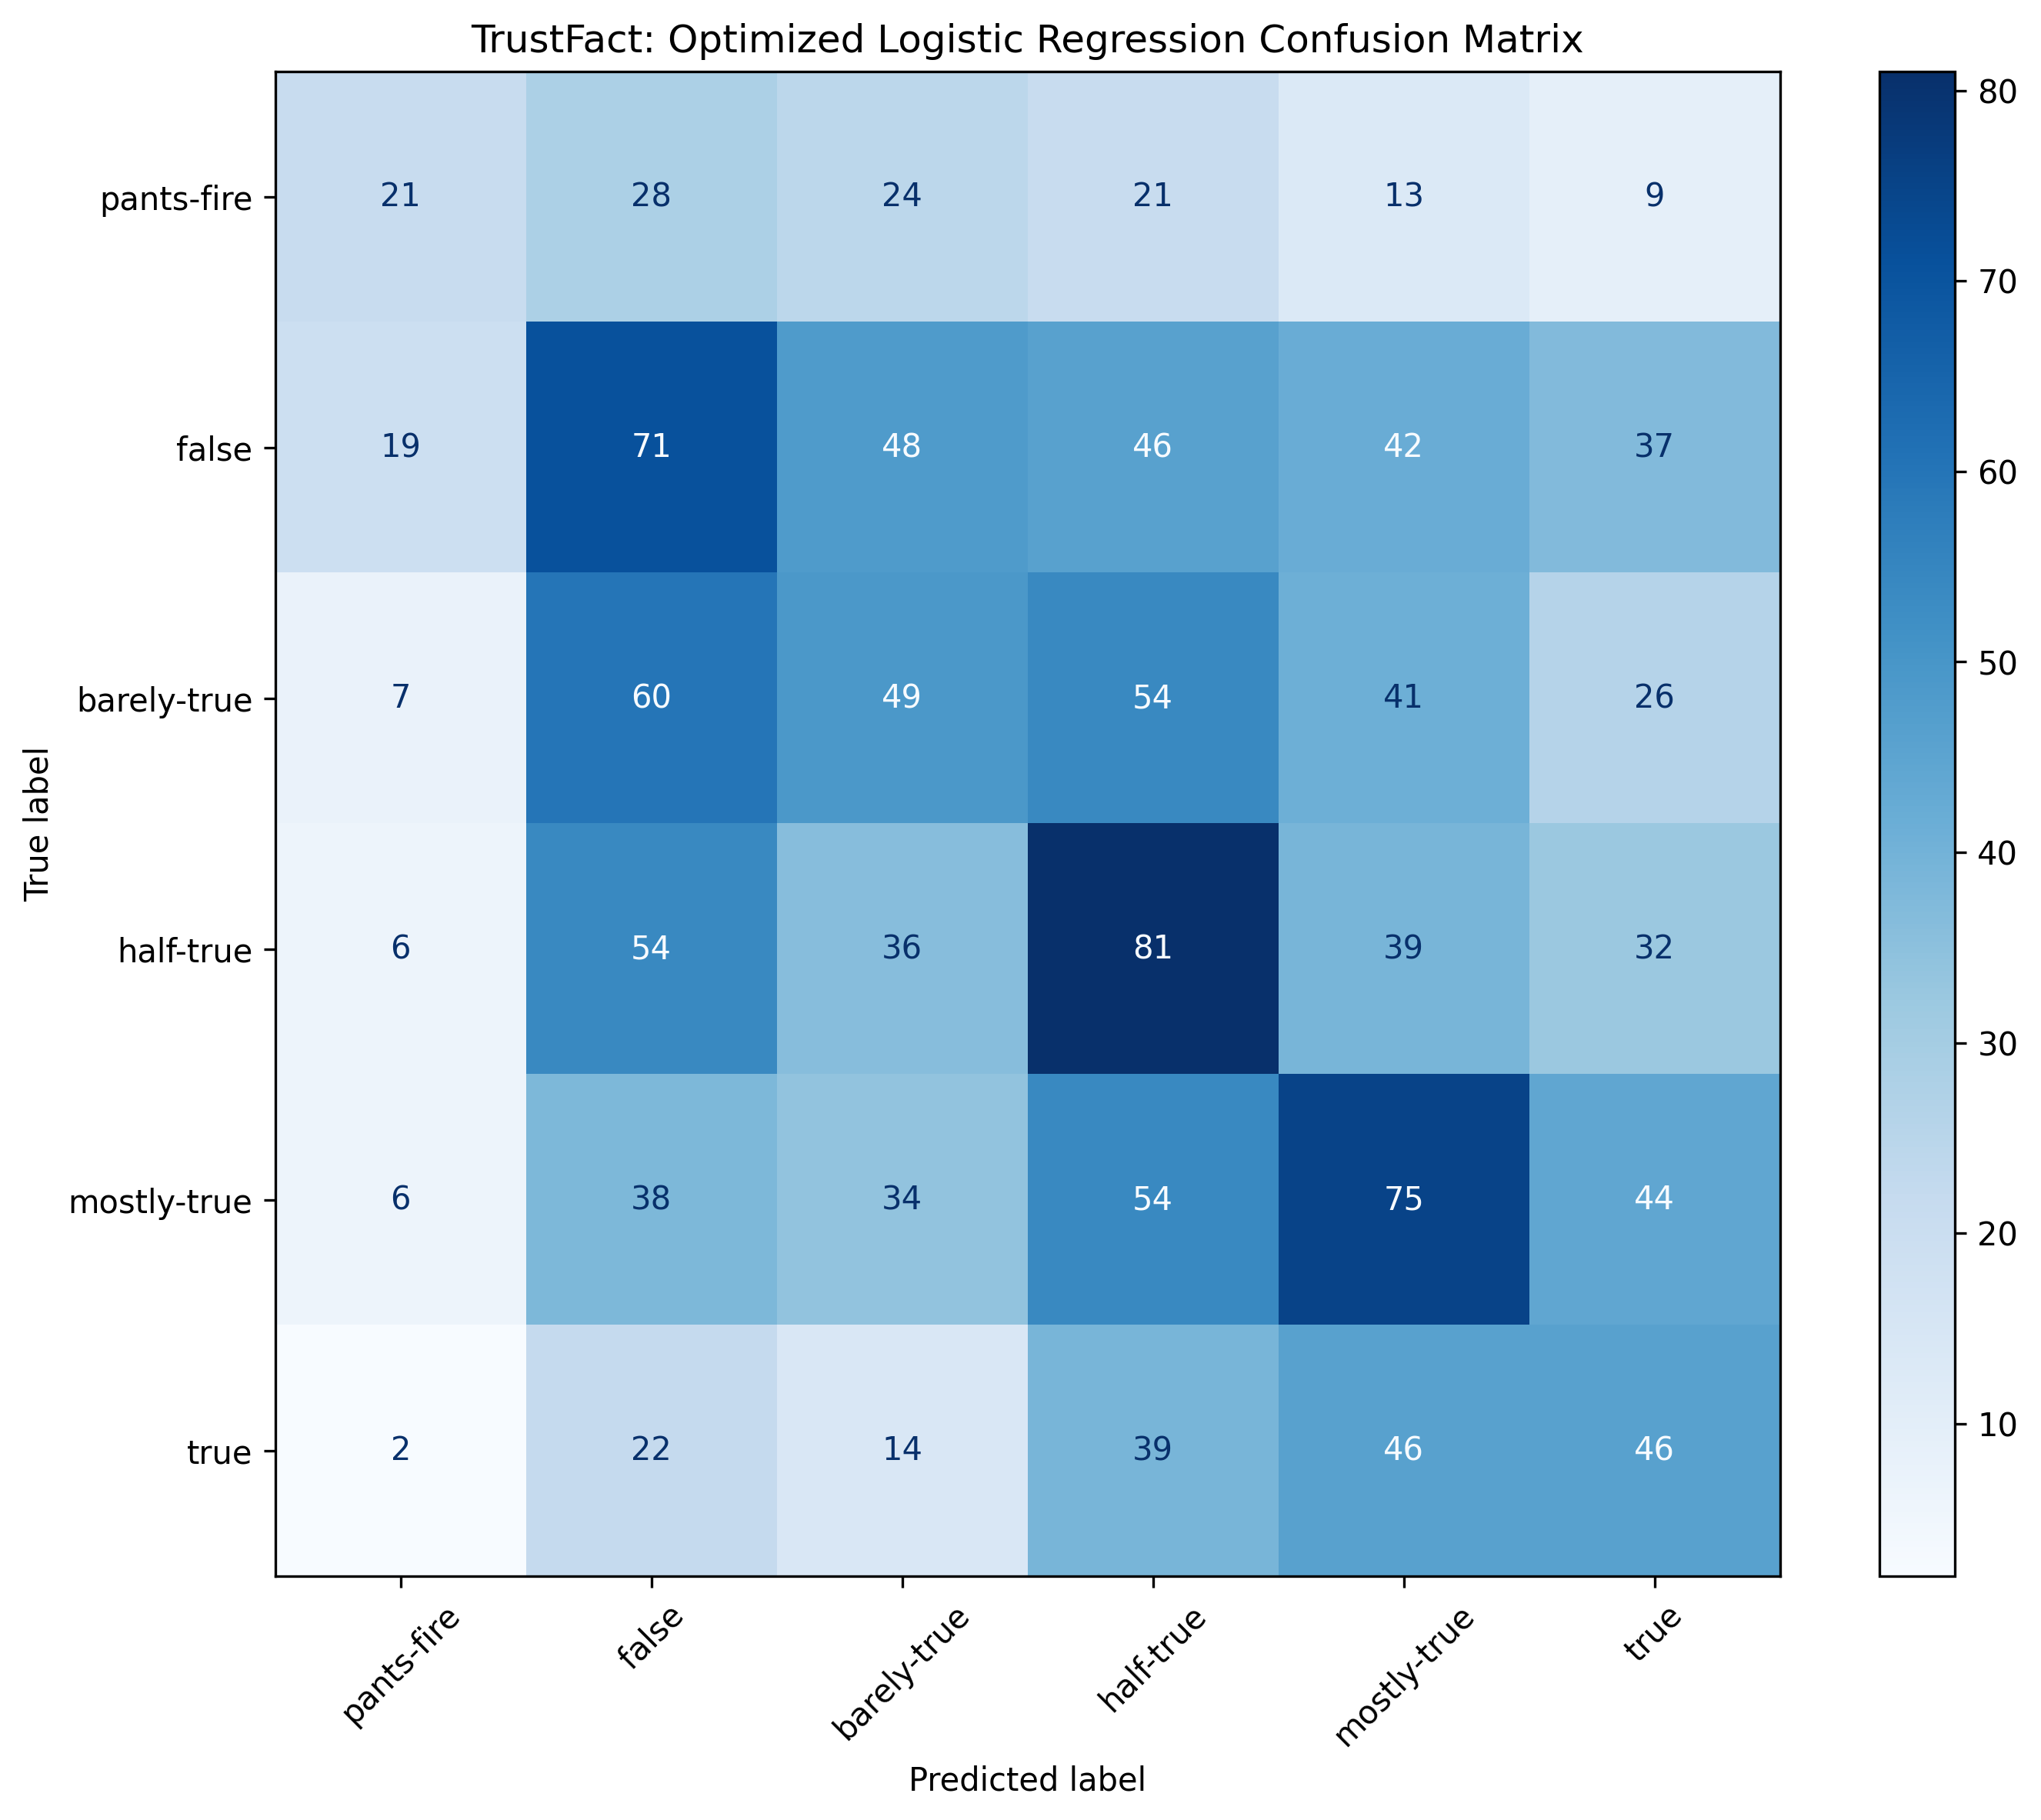 TrustFact: Optimized Logistic Regression Confusion Matrix
True label
pants-fire 21 28 24 21 13 9
false 19 71 48 46 42 37
barely-true 7 60 49 54 41 26
half-true 6 54 36 81 39 32
mostly-true 6 38 34 54 75 44
true 2 22 14 39 46 46
pants-fire false barely-true half-true mostly-true true
Predicted label
80
70
60
50
40
30
20
10